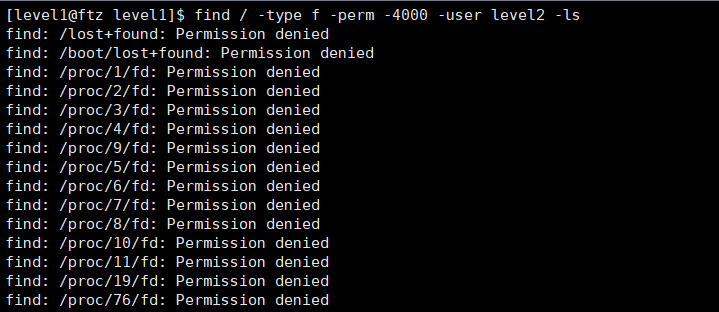 [level1@ftz level1]$ find / -type f -perm -4000 -user level2 -ls
find: /lost+found: Permission denied
find: /boot/lost+found: Permission denied
find: /proc/1/fd: Permission denied
find: /proc/2/fd: Permission denied
find: /proc/3/fd: Permission denied
find: /proc/4/fd: Permission denied
find: /proc/9/fd: Permission denied
find: /proc/5/fd: Permission denied
find: /proc/6/fd: Permission denied
find: /proc/7/fd: Permission denied
find: /proc/8/fd: Permission denied
find: /proc/10/fd: Permission denied
find: /proc/11/fd: Permission denied
find: /proc/19/fd: Permission denied
find: /proc/76/fd: Permission denied